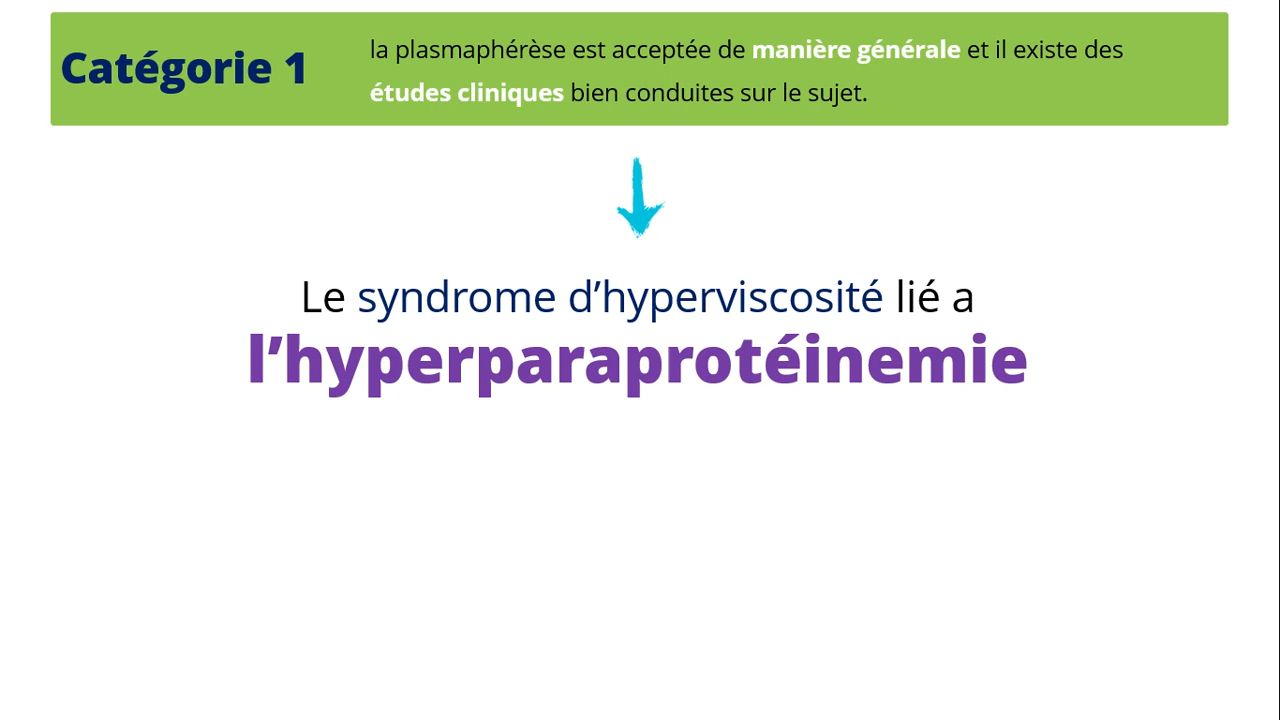 Catégorie 1
la plasmaphérèse est acceptée de manière générale et il existe des
études cliniques bien conduites sur le sujet.
Le syndrome d’hyperviscosité lié a
l’hyperparaprotéinemie